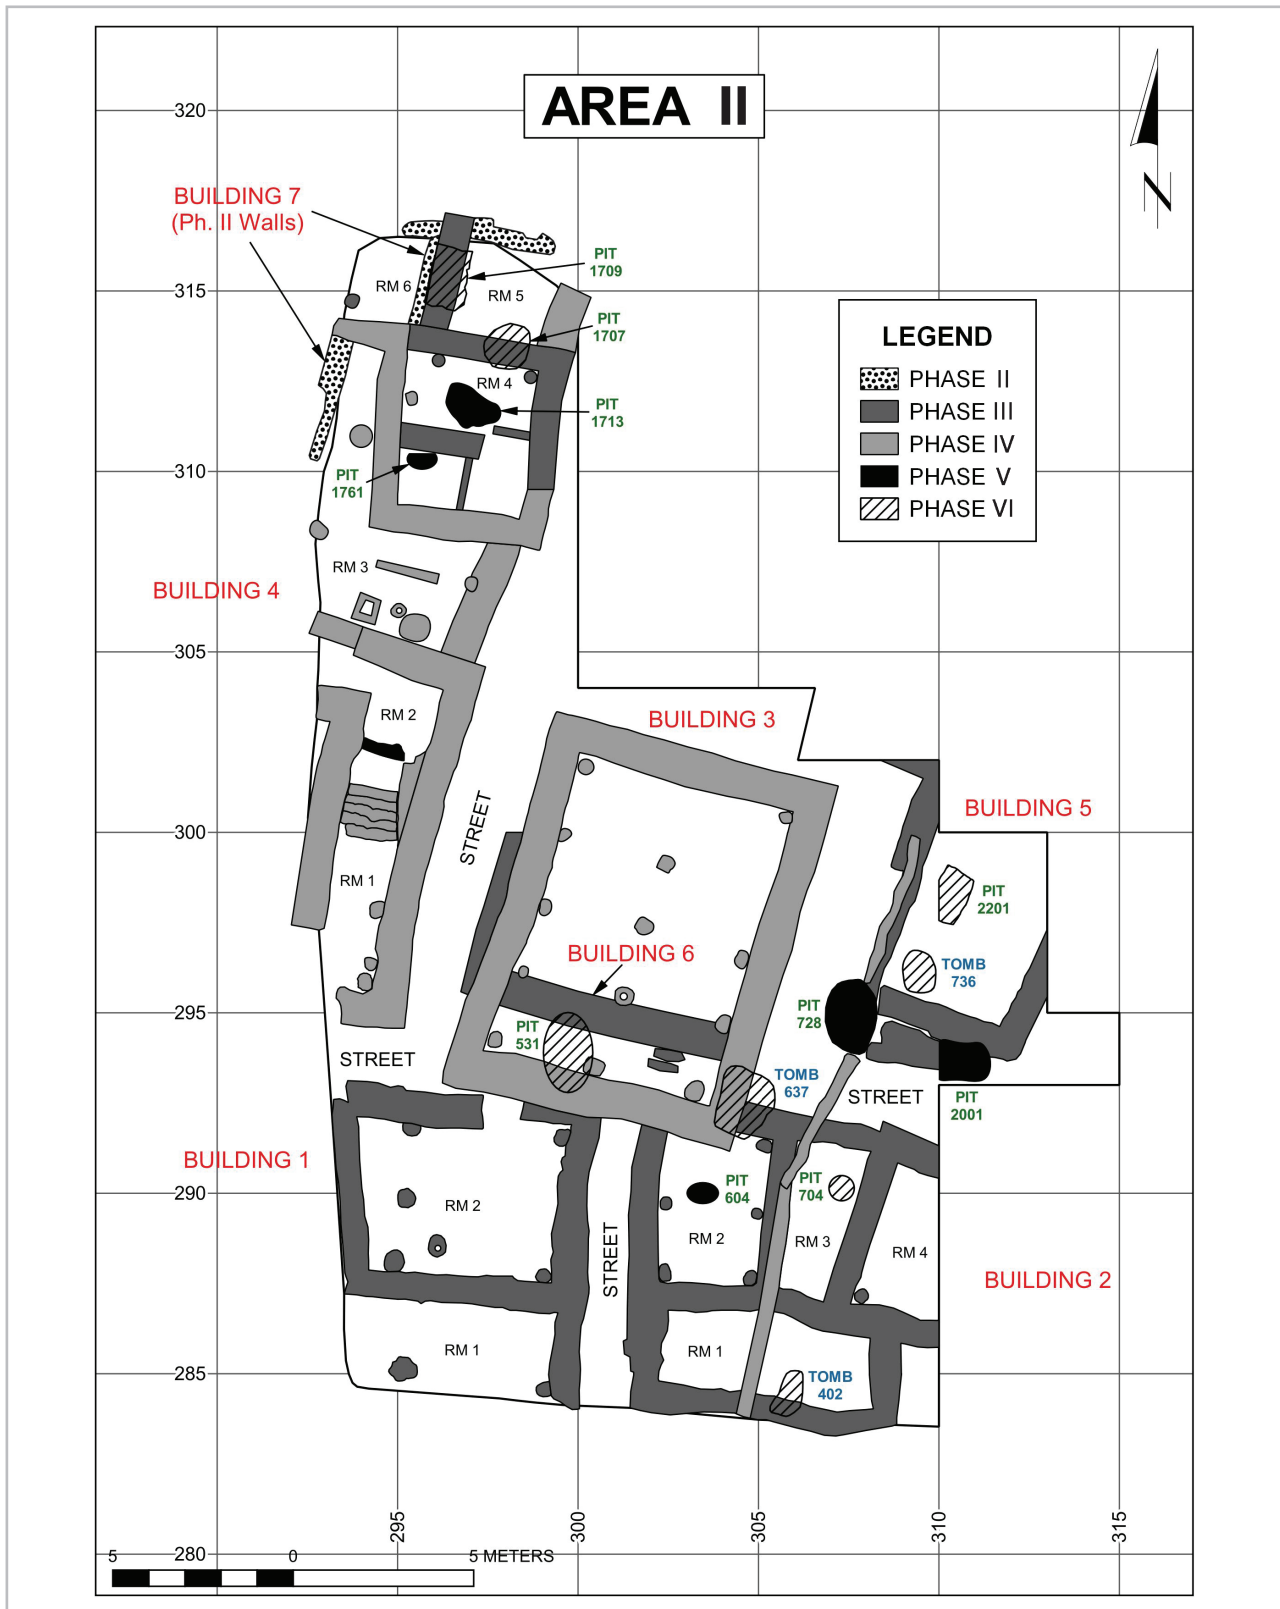 AREA II
N
320
BUILDING 7
(Ph. II Walls)
PIT
1709
315
RM 6
RM 5
PIT
1707
LEGEND
PHASE II
PHASE III
PHASE IV
PHASE V
PHASE VI
RM 4
PIT
1713
310
PIT
1761
RM 3
BUILDING 4
305
RM 2
BUILDING 3
STREET
BUILDING 5
300
RM 1
PIT
2201
BUILDING 6
TOMB
736
295
PIT
728
PIT
531
STREET
TOMB
637
STREET
PIT
2001
BUILDING 1
290
PIT
604
PIT
704
RM 2
RM 2
RM 3
RM 4
STREET
BUILDING 2
RM 1
RM 1
285
TOMB
402
295
300
305
310
315
280
5 0 5 METERS